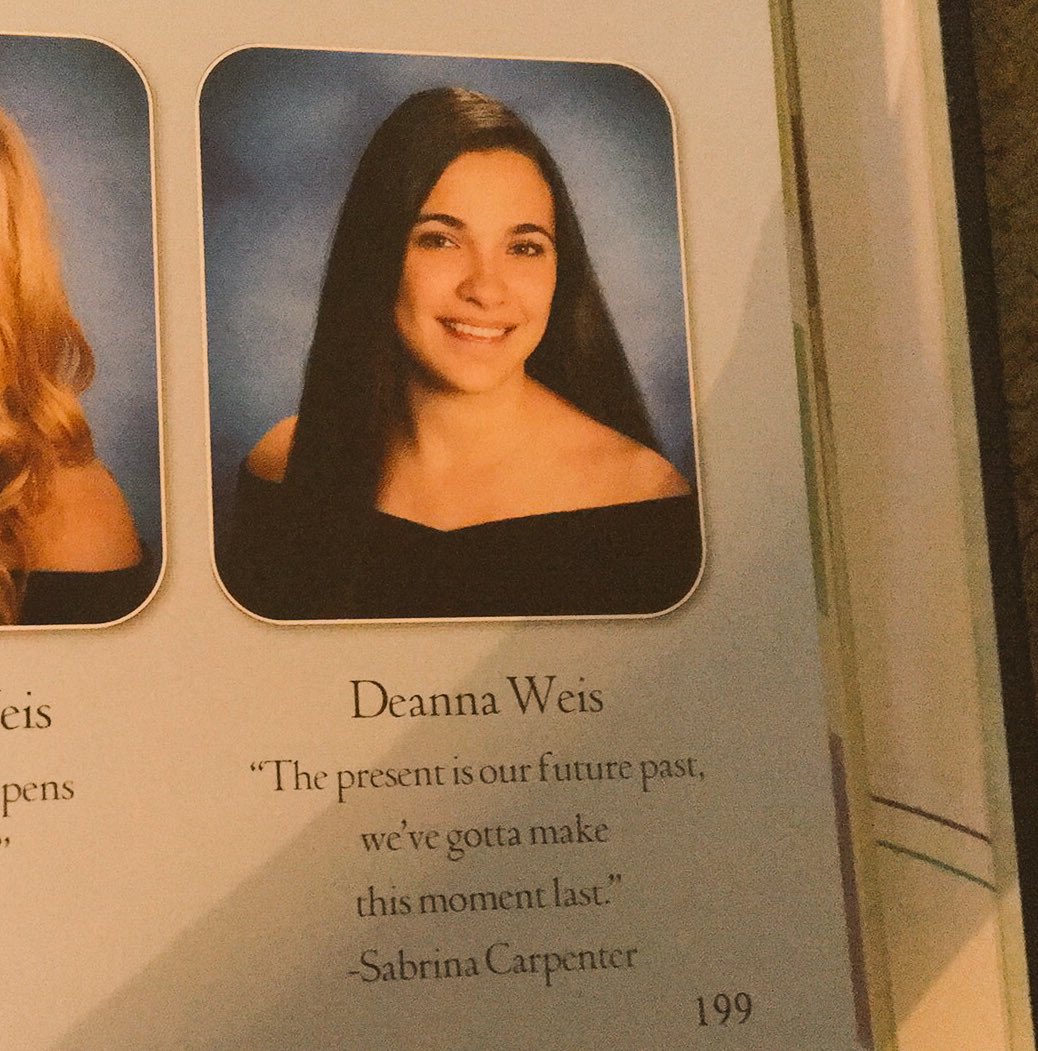 eis
pens
”
Deanna Weis
“The present is our future past,
we’ve gotta make
this moment last.”
-Sabrina Carpenter
199